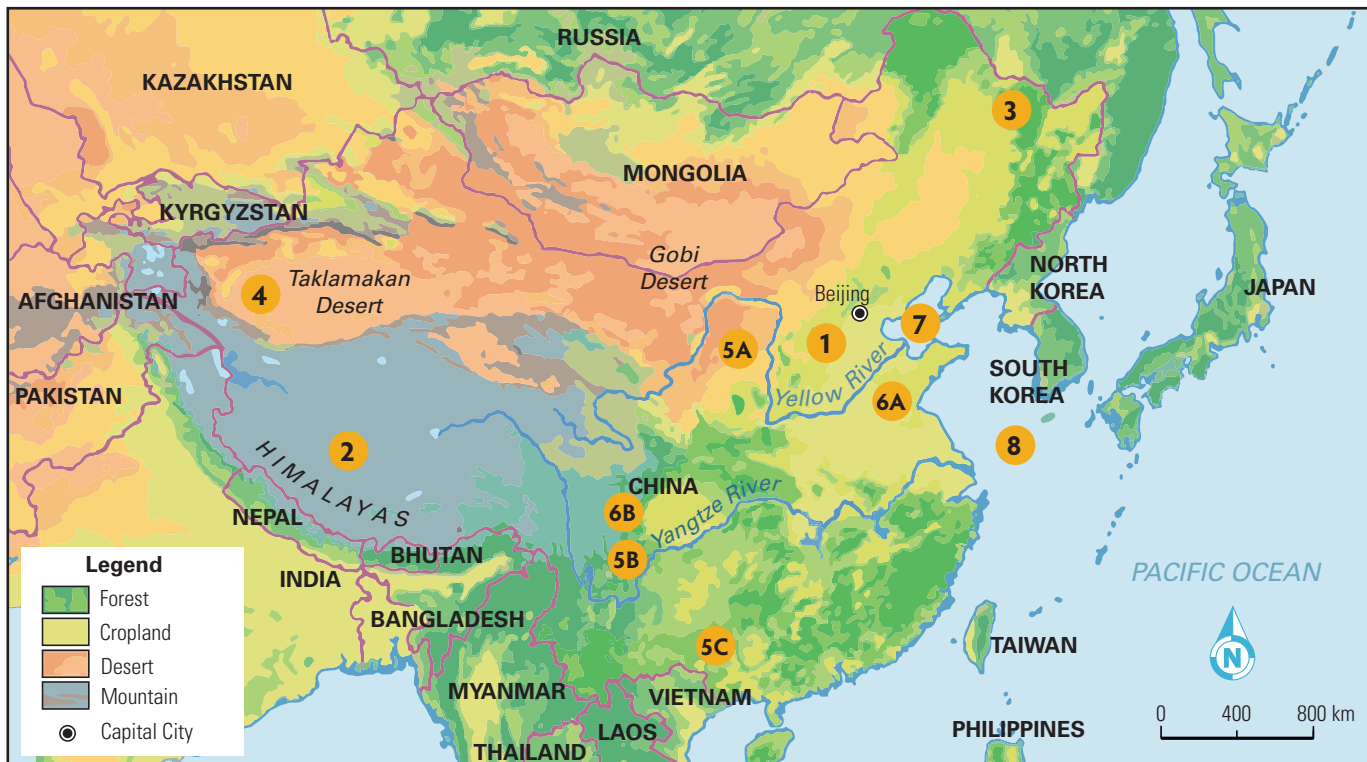 RUSSIA
KAZAKHSTAN
3
MONGOLIA
KYRGYZSTAN
Gobi
Desert
NORTH
KOREA
Taklamakan
Desert
4
AFGHANISTAN
Beijing
JAPAN
7
5A
1
SOUTH
KOREA
PAKISTAN
Yellow River
6A
8
2
HIMALAYAS
CHINA
Yangtze River
6B
NEPAL
BHUTAN
5B
INDIA
PACIFIC OCEAN
BANGLADESH
5C
TAIWAN
N
MYANMAR
VIETNAM
LAOS
PHILIPPINES
THAILAND
0 400 800 km
Legend
Forest
Cropland
Desert
Mountain
Capital City